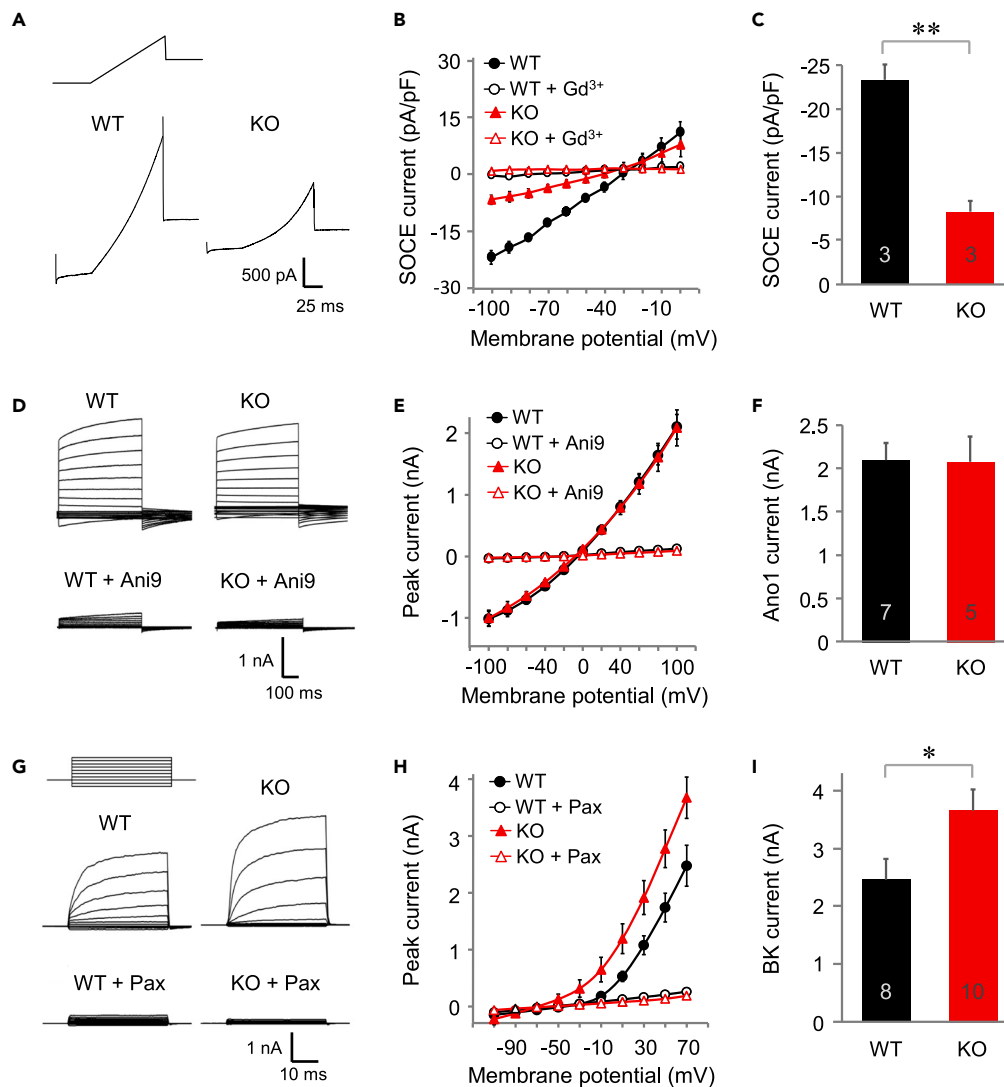 A
WT
KO
500 pA
25 ms
B
SOCE current (pA/pF)
30
15
0
-15
-30
WT
WT + Gd³⁺
KO
KO + Gd³⁺
-100 -70 -40 -10
Membrane potential (mV)
C
**
SOCE current (pA/pF)
-25
-20
-15
-10
-5
0
3 3
WT KO
D
WT KO
WT + Ani9 KO + Ani9
1 nA
100 ms
E
Peak current (nA)
2
1
0
-1
WT
WT + Ani9
KO
KO + Ani9
-100 -40 0 40 100
Membrane potential (mV)
F
Ano1 current (nA)
2.5
2
1.5
1
0.5
0
7 5
WT KO
G
WT
KO
WT + Pax KO + Pax
1 nA
10 ms
H
Peak current (nA)
4
3
2
1
0
WT
WT + Pax
KO
KO + Pax
-90 -50 -10 30 70
Membrane potential (mV)
I
*
BK current (nA)
4
3
2
1
0
8 10
WT KO